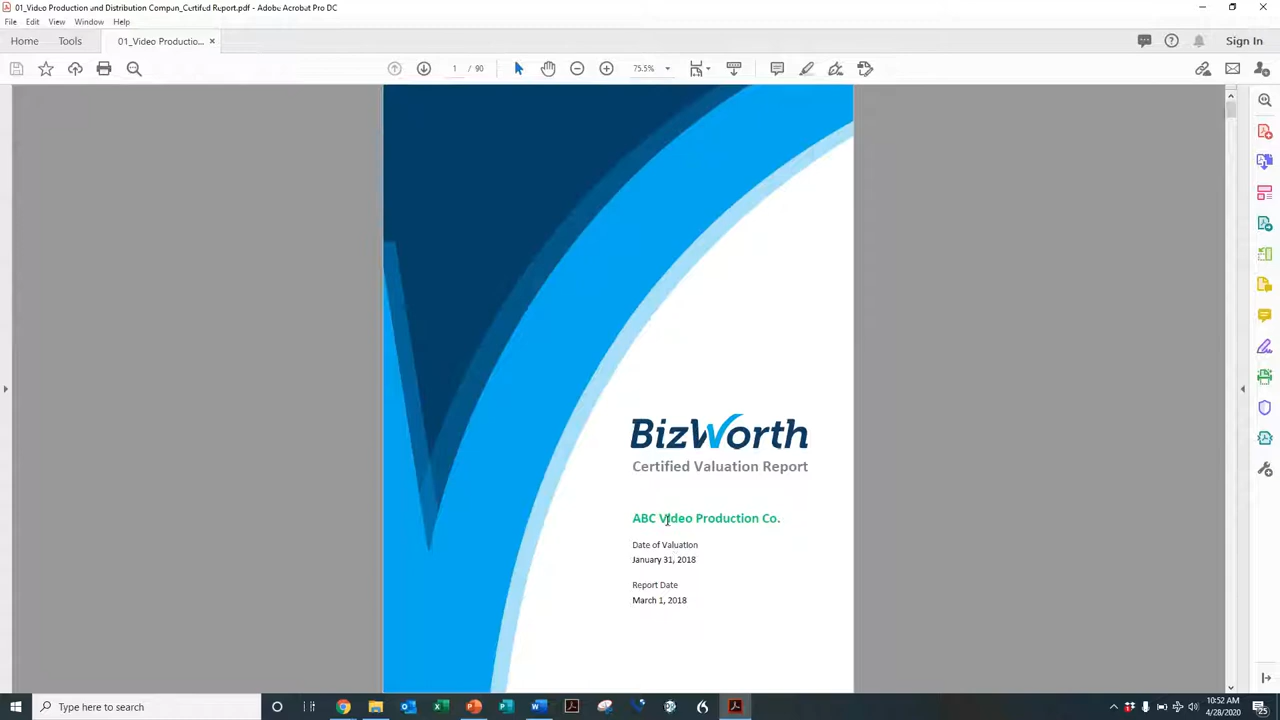 01_Video Production and Distribution Compan_Certifed Report.pdf - Adobe Acrobat Pro DC
File Edit View Window Help
Home Tools 01_Video Productio... × Sign In
1 / 90 75.5%
BizWorth
Certified Valuation Report
ABC Video Production Co.
Date of Valuation
January 31, 2018
Report Date
March 1, 2018
Type here to search
10:52 AM
4/28/2020
25